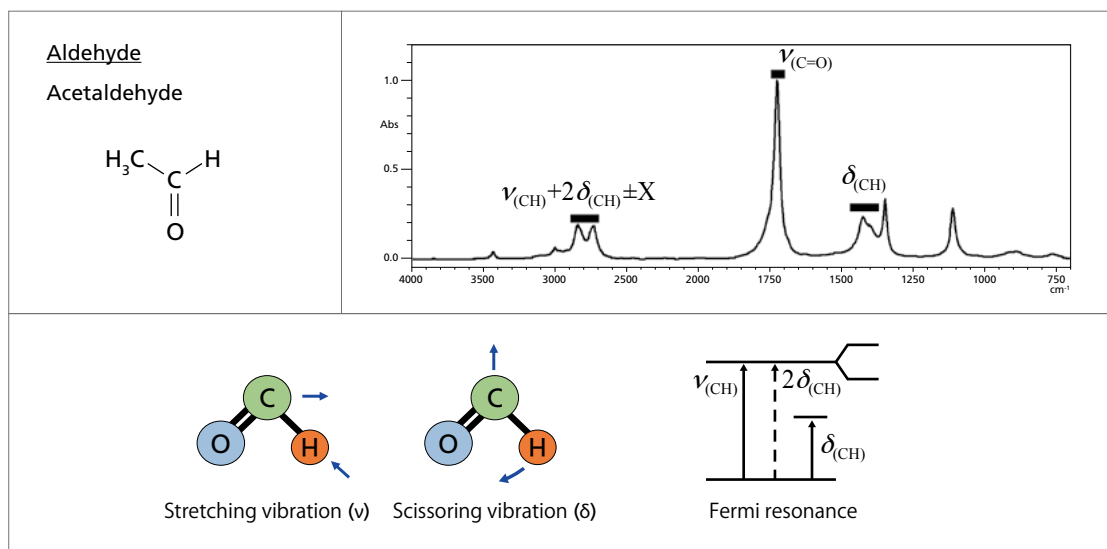 Aldehyde
Acetaldehyde
H₃C
H
C
O
ν(C=O)
1.0
Abs
0.5
0.0
ν(CH)+2δ(CH)±X
δ(CH)
4000 3500 3000 2500 2000 1750 1500 1250 1000 750
cm⁻¹
C
O
H
Stretching vibration (ν)
C
O
H
Scissoring vibration (δ)
ν(CH)
2δ(CH)
δ(CH)
Fermi resonance